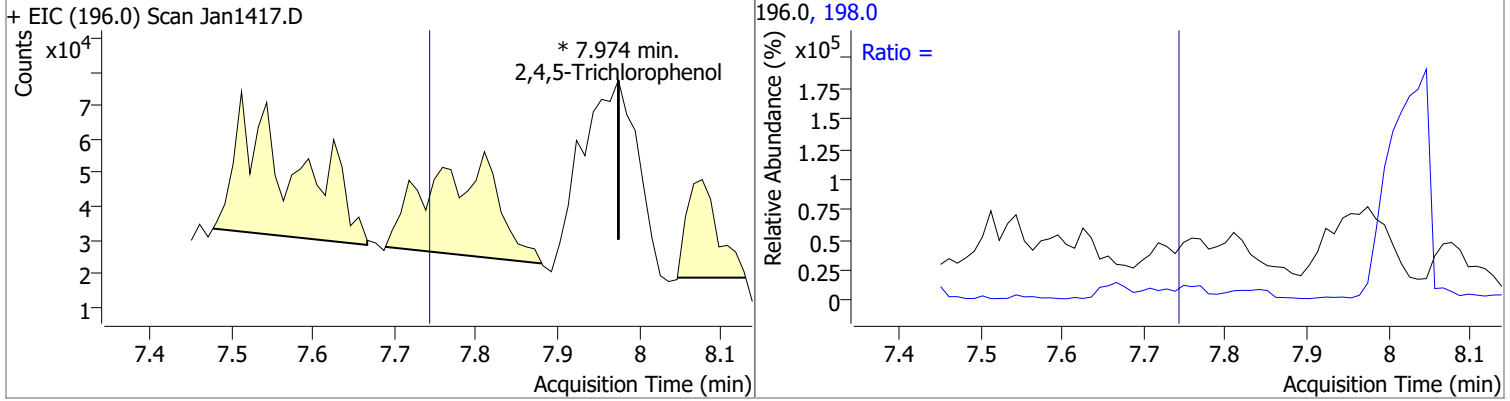 + EIC (196.0) Scan Jan1417.D
Counts
x10⁴
* 7.974 min.
2,4,5-Trichlorophenol
7
6
5
4
3
2
1
7.4 7.5 7.6 7.7 7.8 7.9 8 8.1
Acquisition Time (min)
196.0, 198.0
Relative Abundance (%)
x10⁵
Ratio =
1.75
1.5
1.25
1
0.75
0.5
0.25
0
7.4 7.5 7.6 7.7 7.8 7.9 8 8.1
Acquisition Time (min)